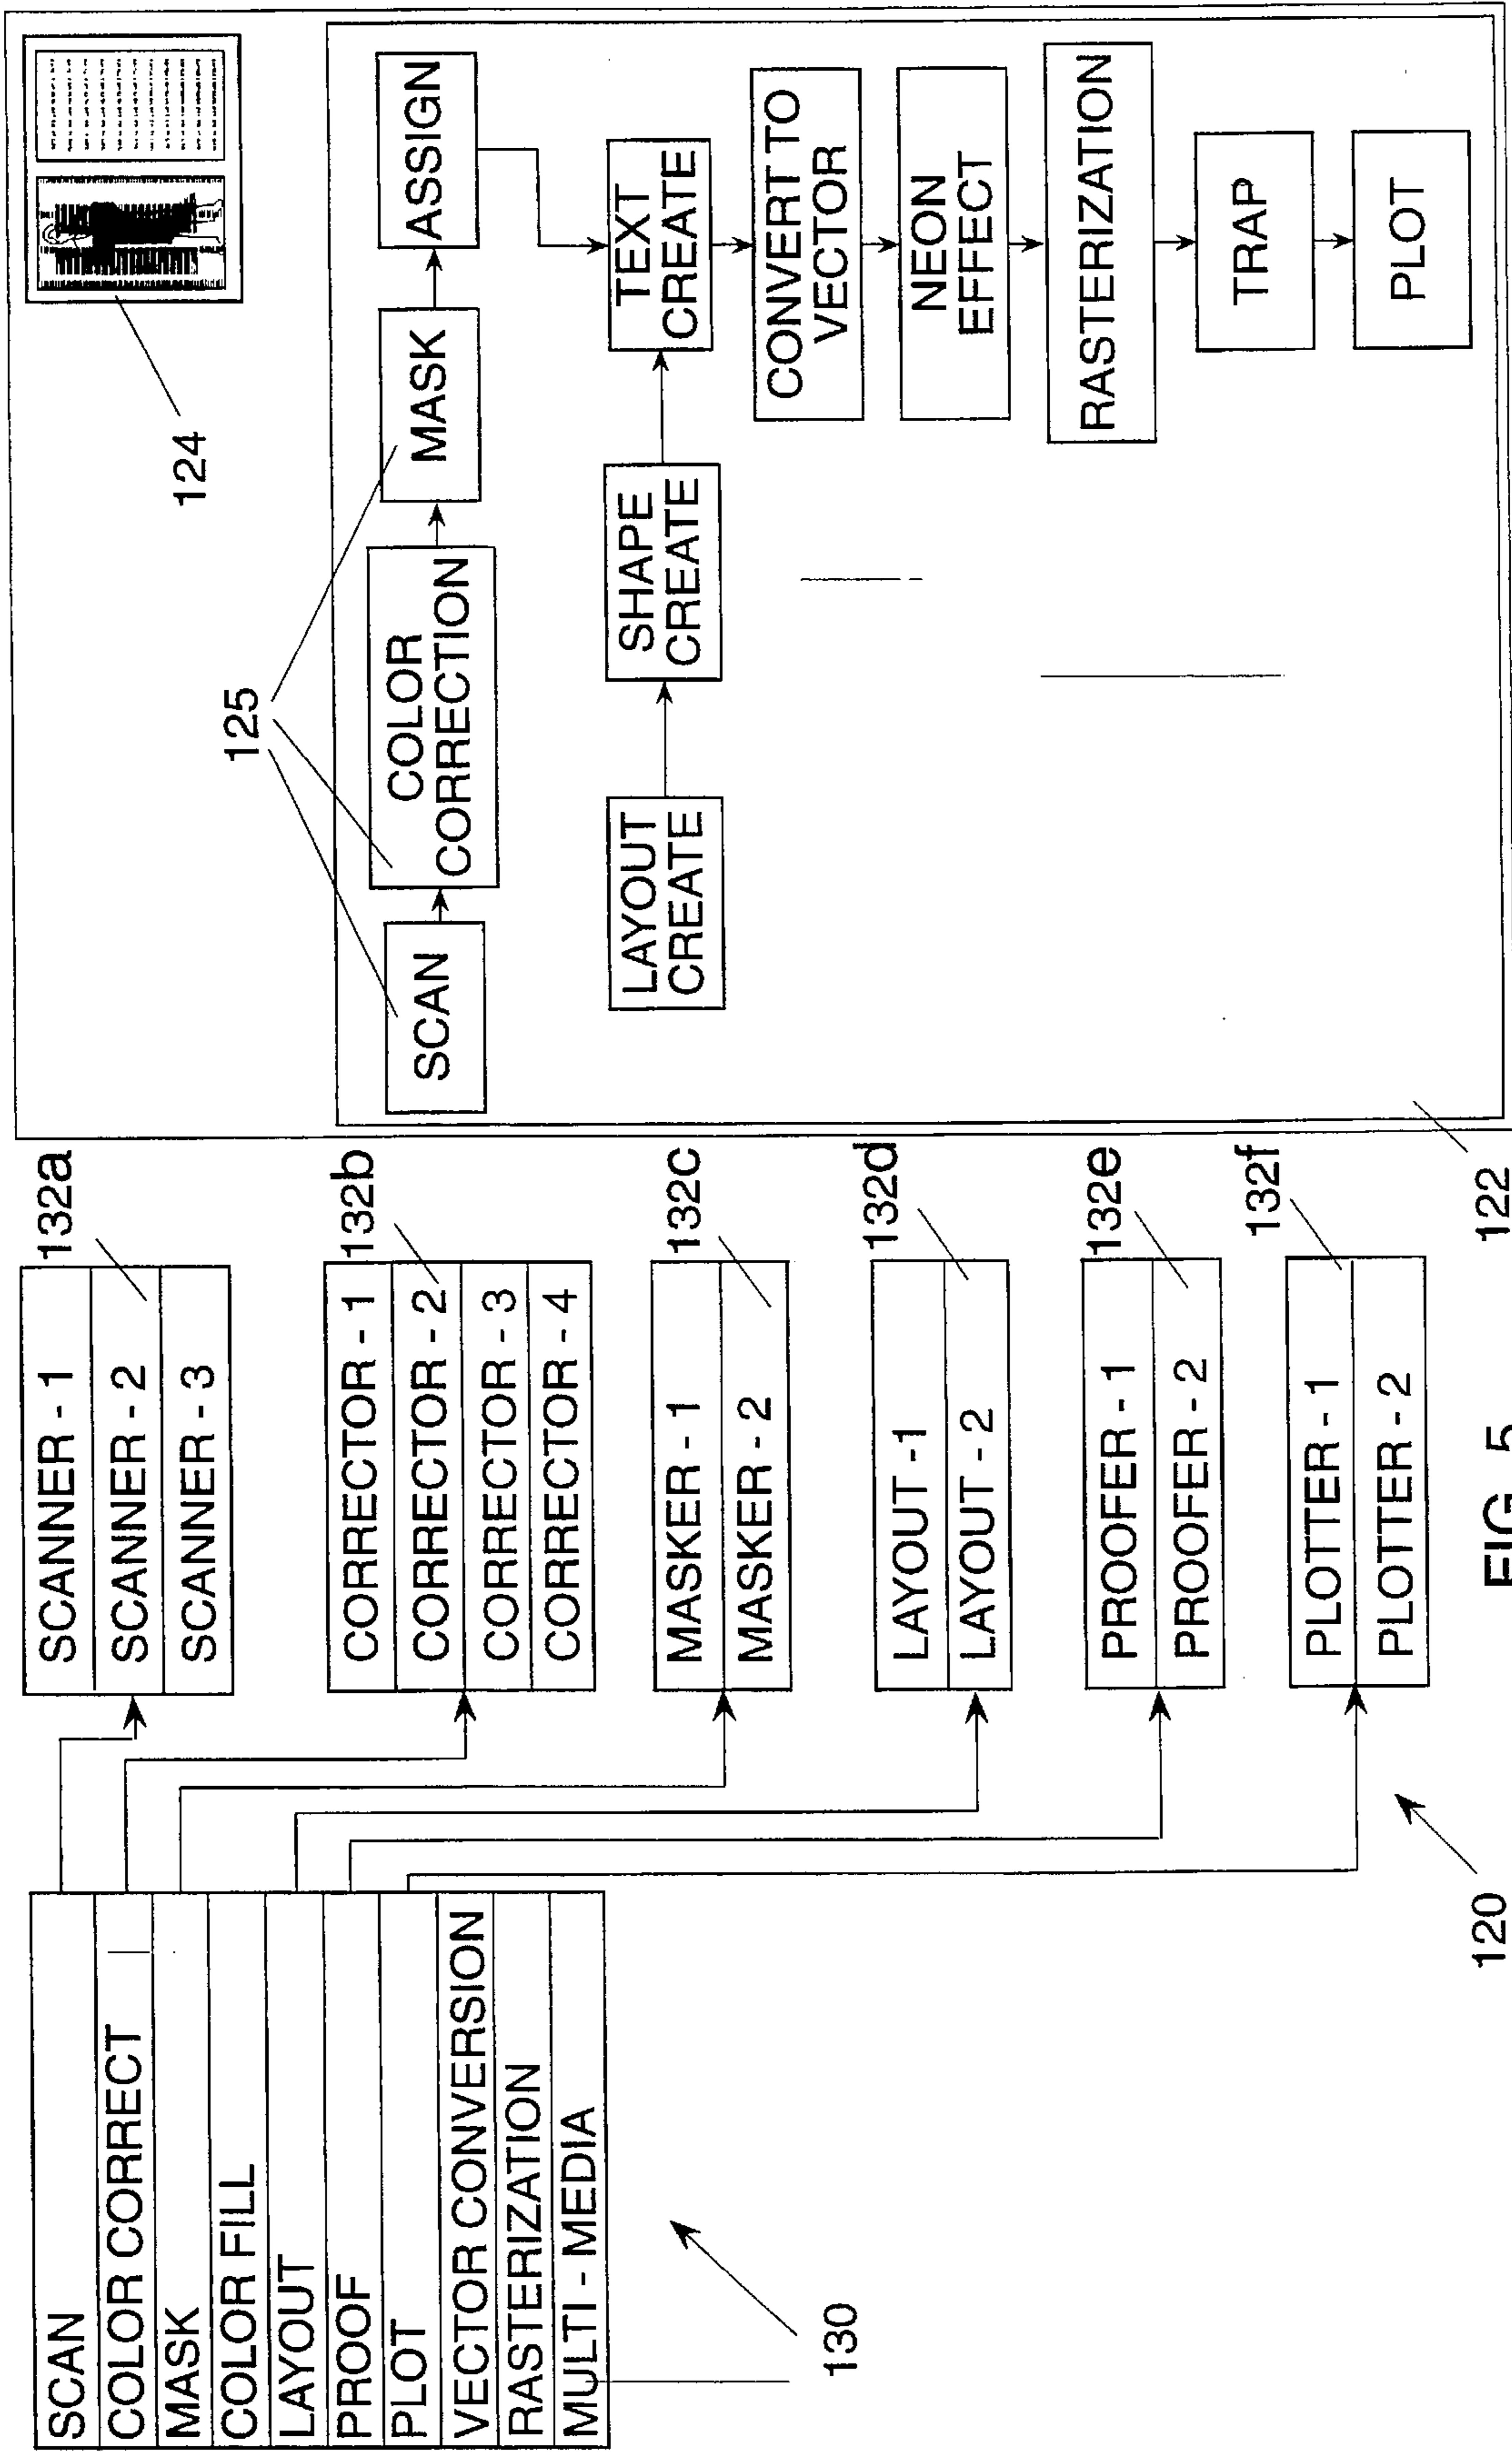 SCAN
COLOR CORRECT
MASK
COLOR FILL
LAYOUT
PROOF
PLOT
VECTOR CONVERSION
RASTERIZATION
MULTI - MEDIA
130
SCANNER - 1
SCANNER - 2
SCANNER - 3
132a
CORRECTOR - 1
CORRECTOR - 2
CORRECTOR - 3
CORRECTOR - 4
132b
MASKER - 1
MASKER - 2
132c
LAYOUT - 1
LAYOUT - 2
132d
PROOFER - 1
PROOFER - 2
132e
PLOTTER - 1
PLOTTER - 2
132f
120
124
125
SCAN
COLOR
CORRECTION
MASK
ASSIGN
LAYOUT
CREATE
SHAPE
CREATE
TEXT
CREATE
CONVERT TO
VECTOR
NEON
EFFECT
RASTERIZATION
TRAP
PLOT
122
FIG. 5